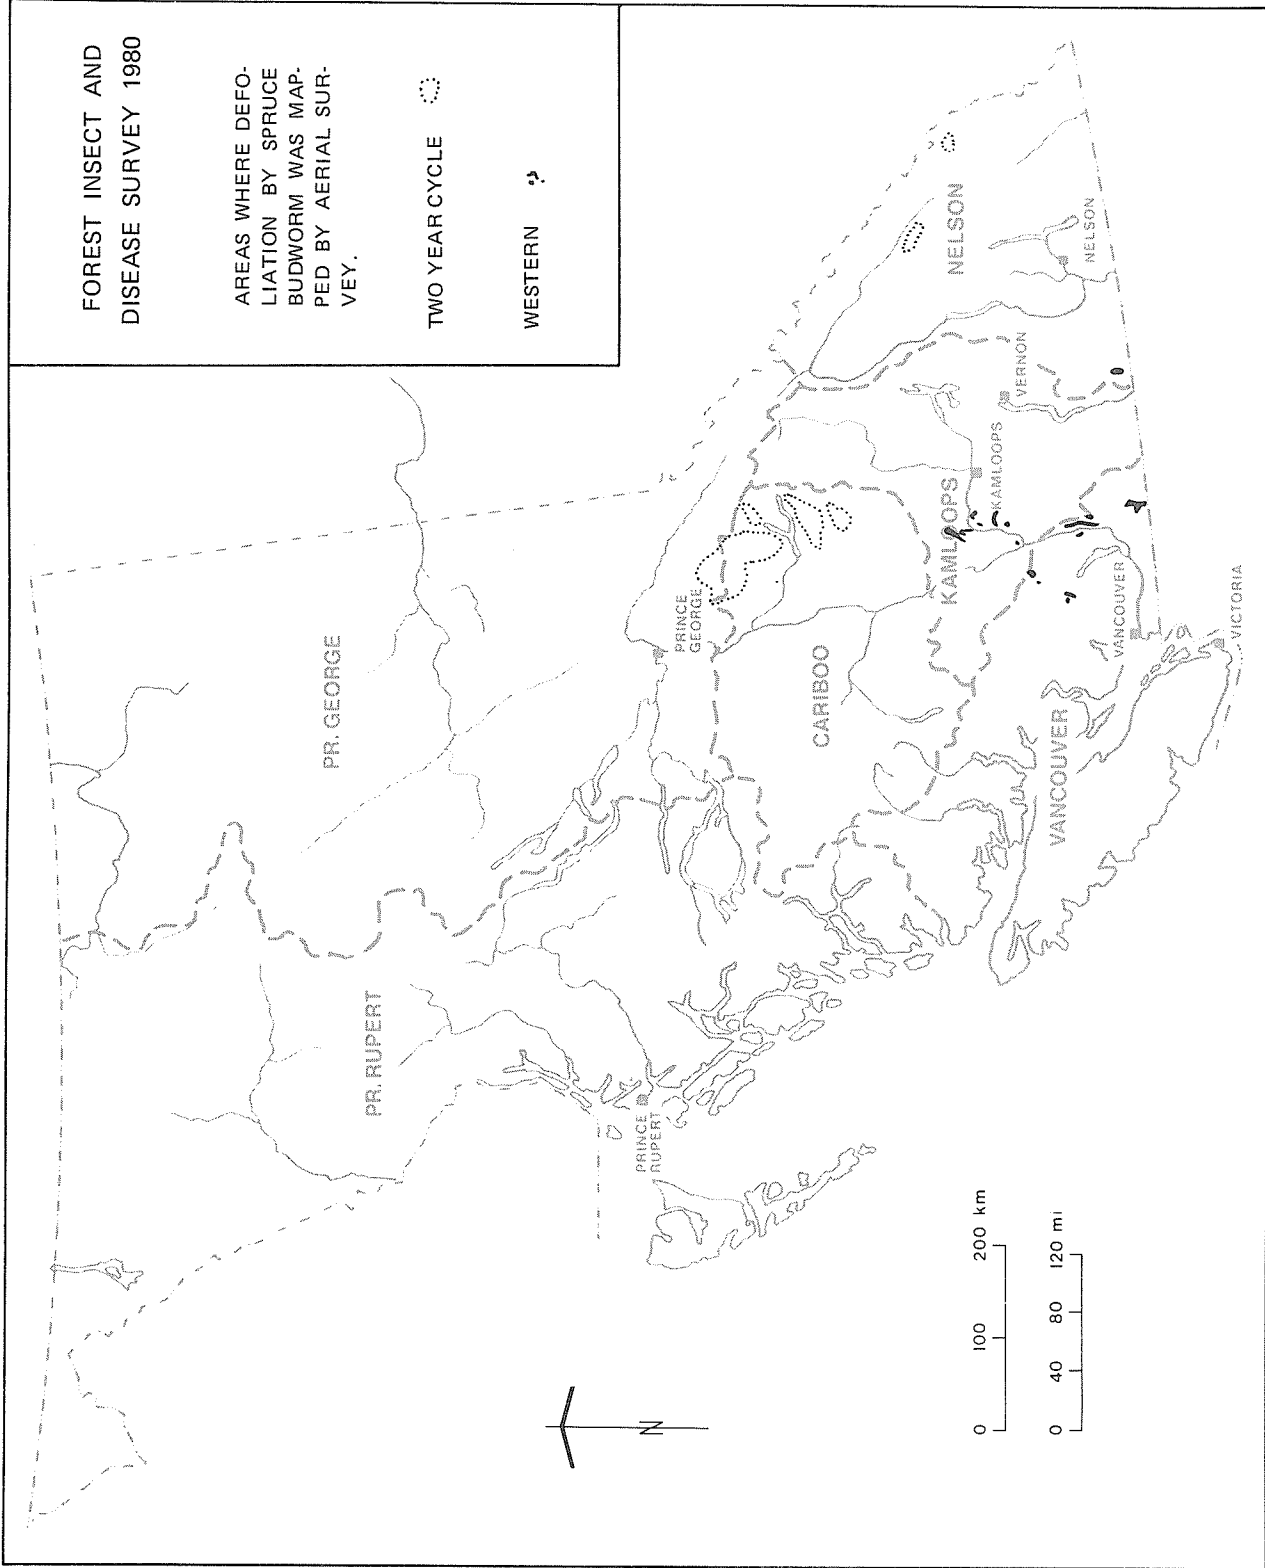 FOREST INSECT AND
DISEASE SURVEY 1980
AREAS WHERE DEFO-
LIATION BY SPRUCE
BUDWORM WAS MAP-
PED BY AERIAL SUR-
VEY.
TWO YEAR CYCLE
WESTERN
PR. RUPERT
PR. GEORGE
PRINCE
RUPERT
PRINCE
GEORGE
CARIBOO
KAMLOOPS
KAMLOOPS
VANCOUVER
VANCOUVER
VICTORIA
VERNON
NELSON
NELSON
N
0 100 200 km
0 40 80 120 mi